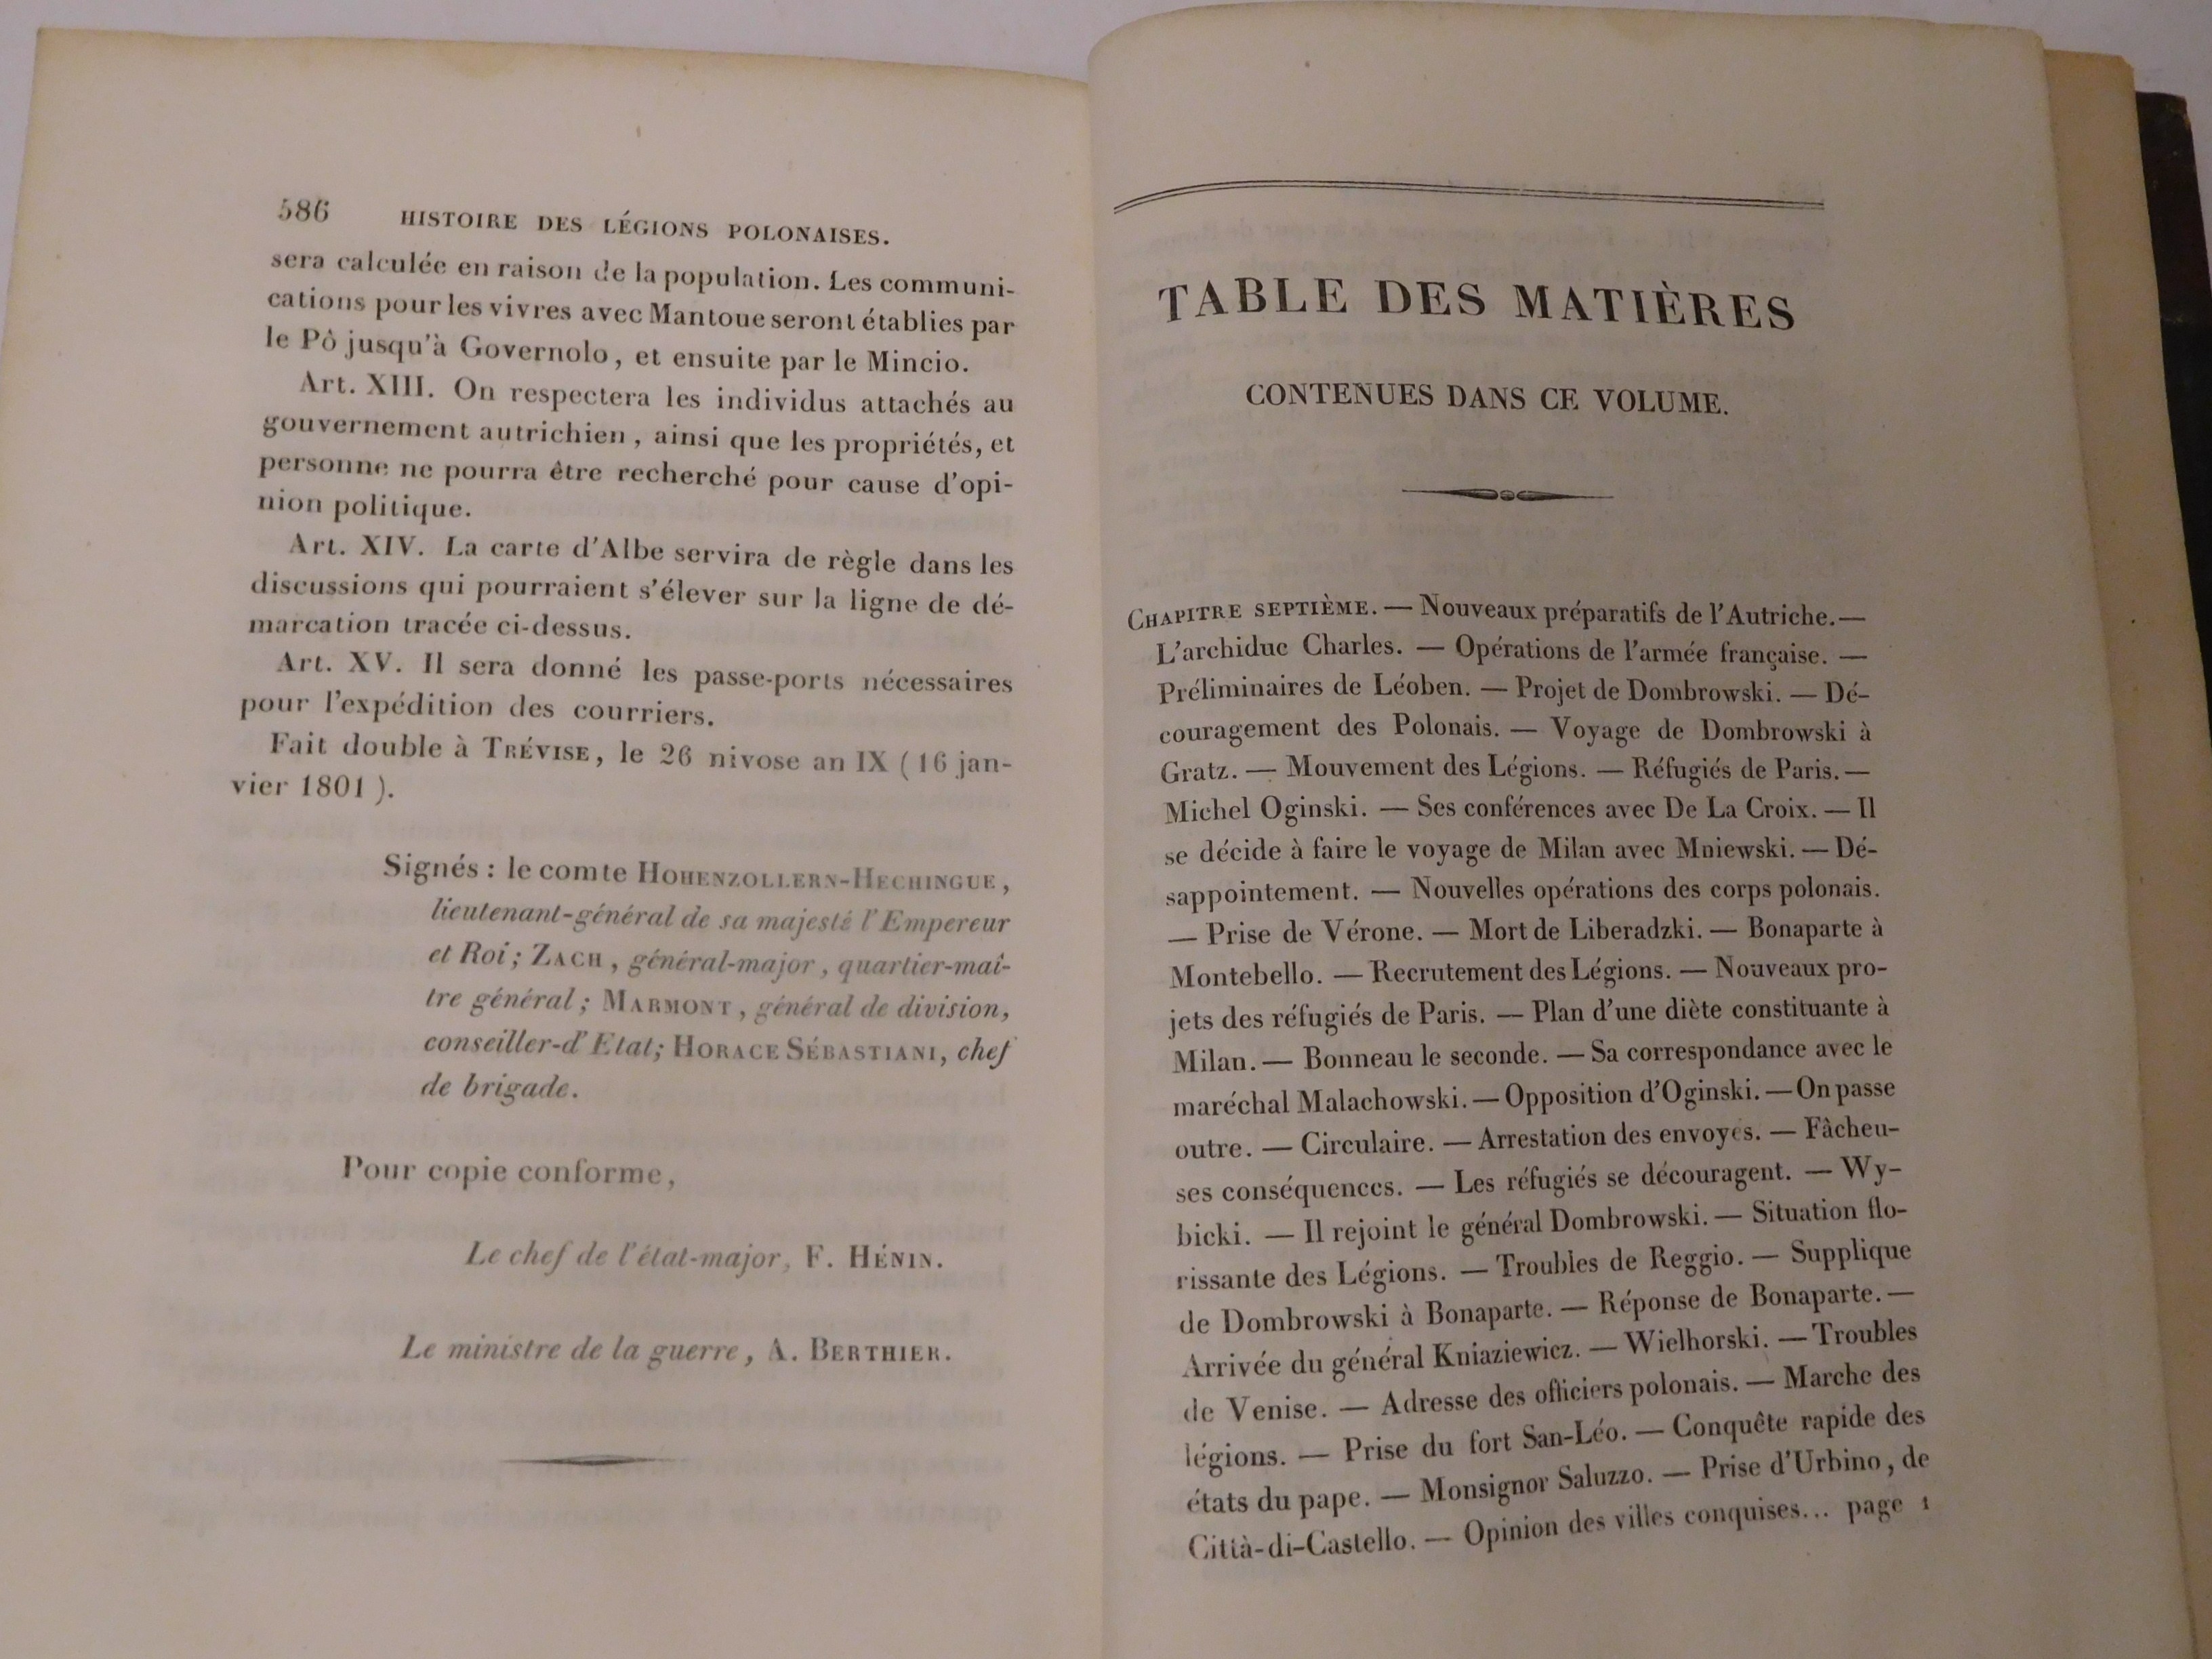 586 HISTOIRE DES LÉGIONS POLONAISES.
sera calculée en raison de la population. Les communi-
cations pour les vivres avec Mantoue seront établies par
le Pô jusqu'à Governolo, et ensuite par le Mincio.
Art. XIII. On respectera les individus attachés au
gouvernement autrichien, ainsi que les propriétés, et
personne ne pourra être recherché pour cause d'opi-
nion politique.
Art. XIV. La carte d'Albe servira de règle dans les
discussions qui pourraient s'élever sur la ligne de dé-
marcation tracée ci-dessus.
Art. XV. Il sera donné les passe-ports nécessaires
pour l'expédition des courriers.
Fait double à TRÉVISE, le 26 nivose an IX (16 jan-
vier 1801).
Signés : le comte HOHENZOLLERN-HECHINGUE,
lieutenant-général de sa majesté l'Empereur
et Roi; ZACH, général-major, quartier-maî-
tre général; MARMONT, général de division,
conseiller-d'Etat; HORACE SÉBASTIANI, chef
de brigade.
Pour copie conforme,
Le chef de l'état-major, F. HÉNIN.
Le ministre de la guerre, A. BERTHIER.
TABLE DES MATIÈRES
CONTENUES DANS CE VOLUME.
CHAPITRE SEPTIÈME. — Nouveaux préparatifs de l'Autriche. —
L'archiduc Charles. — Opérations de l'armée française. —
Préliminaires de Léoben. — Projet de Dombrowski. — Dé-
couragement des Polonais. — Voyage de Dombrowski à
Gratz. — Mouvement des Légions. — Réfugiés de Paris. —
Michel Oginski. — Ses conférences avec De La Croix. — Il
se décide à faire le voyage de Milan avec Mniewski. — Dé-
sappointement. — Nouvelles opérations des corps polonais.
— Prise de Vérone. — Mort de Liberadzki. — Bonaparte à
Montebello. — Recrutement des Légions. — Nouveaux pro-
jets des réfugiés de Paris. — Plan d'une diète constituante à
Milan. — Bonneau le seconde. — Sa correspondance avec le
maréchal Malachowski. — Opposition d'Oginski. — On passe
outre. — Circulaire. — Arrestation des envoyés. — Fâcheu-
ses conséquences. — Les réfugiés se découragent. — Wy-
bicki. — Il rejoint le général Dombrowski. — Situation flo-
rissante des Légions. — Troubles de Reggio. — Supplique
de Dombrowski à Bonaparte. — Réponse de Bonaparte. —
Arrivée du général Kniaziewicz. — Wielhorski. — Troubles
de Venise. — Adresse des officiers polonais. — Marche des
légions. — Prise du fort San-Léo. — Conquête rapide des
états du pape. — Monsignor Saluzzo. — Prise d'Urbino, de
Città-di-Castello. — Opinion des villes conquises... page 1